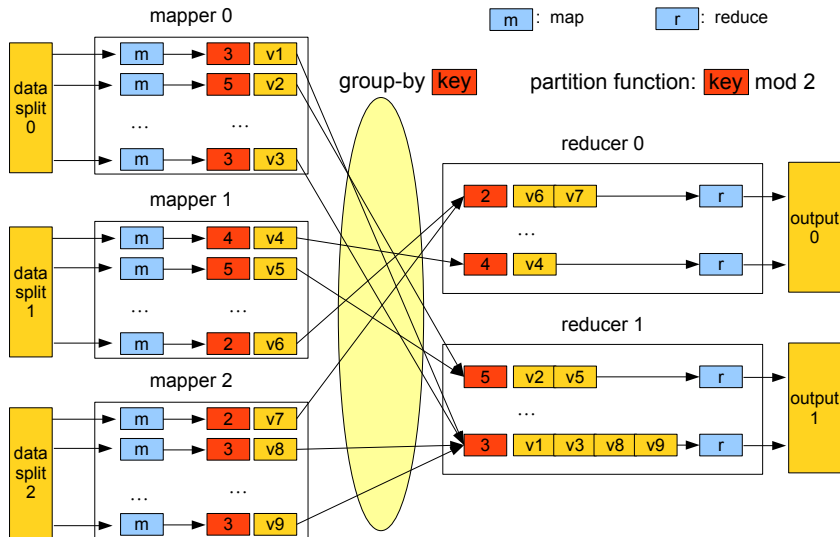 mapper 0
m : map
r : reduce
data
split
0
m 3 v1
m 5 v2
... ...
m 3 v3
group-by key
partition function: key mod 2
mapper 1
data
split
1
m 4 v4
m 5 v5
... ...
m 2 v6
mapper 2
data
split
2
m 2 v7
m 3 v8
... ...
m 3 v9
reducer 0
2 v6 v7 r
...
4 v4 r
output
0
reducer 1
5 v2 v5 r
...
3 v1 v3 v8 v9 r
output
1